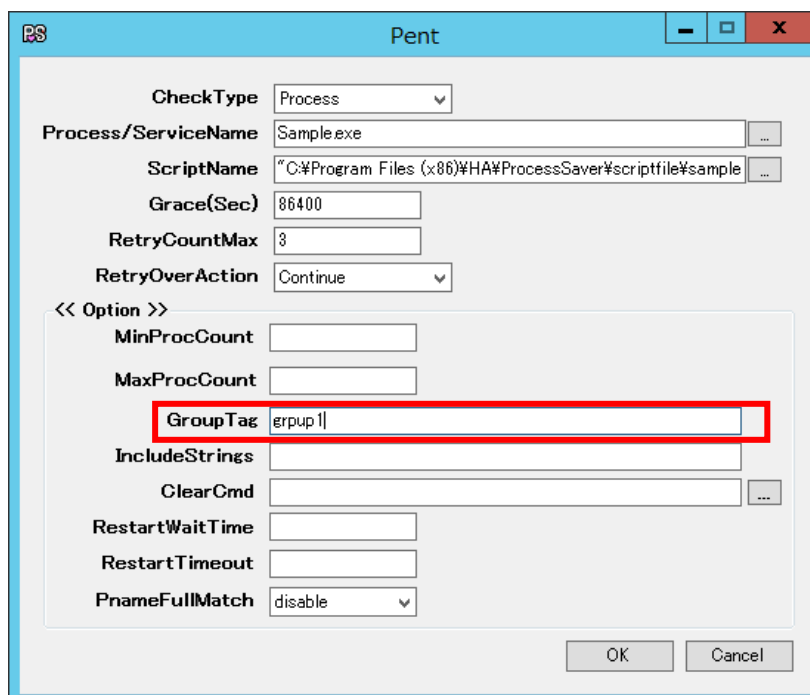 PS Pent
CheckType Process
Process/ServiceName Sample.exe ...
ScriptName "C:¥Program Files (x86)¥HA¥ProcessSaver¥scriptfile¥sample ...
Grace(Sec) 86400
RetryCountMax 3
RetryOverAction Continue
<< Option >>
MinProcCount
MaxProcCount
GroupTag grpup1
IncludeStrings
ClearCmd ...
RestartWaitTime
RestartTimeout
PnameFullMatch disable
OK Cancel